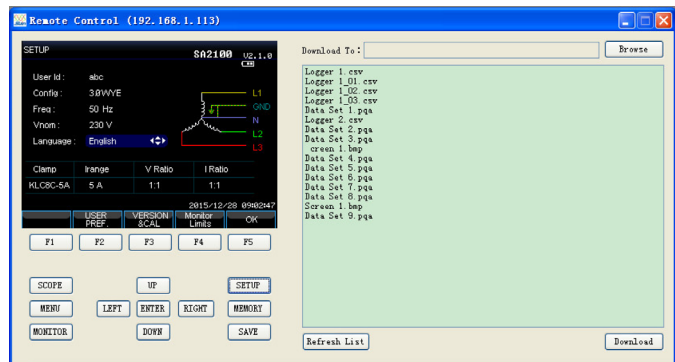 Remote Control (192.168.1.113)
SETUP
SA2100 V2.1.0
User Id : abc
Config : 3ØWYE
Freq : 50 Hz
Vnom : 230 V
Language : English
L1
GND
N
L2
L3
Clamp Irange V Ratio I Ratio
KLC8C-5A 5 A 1:1 1:1
2015/12/28 09:02:47
USER PREF. VERSION &CAL Monitor Limits OK
F1 F2 F3 F4 F5
SCOPE UP SETUP
MENU LEFT ENTER RIGHT MEMORY
MONITOR DOWN SAVE
Download To: Browse
Logger 1.csv
Logger 1_01.csv
Logger 1_02.csv
Logger 1_03.csv
Data Set 1.pqa
Logger 2.csv
Data Set 2.pqa
Data Set 3.pqa
creen 1.bmp
Data Set 4.pqa
Data Set 5.pqa
Data Set 6.pqa
Data Set 7.pqa
Data Set 8.pqa
Screen 1.bmp
Data Set 9.pqa
Refresh List Download